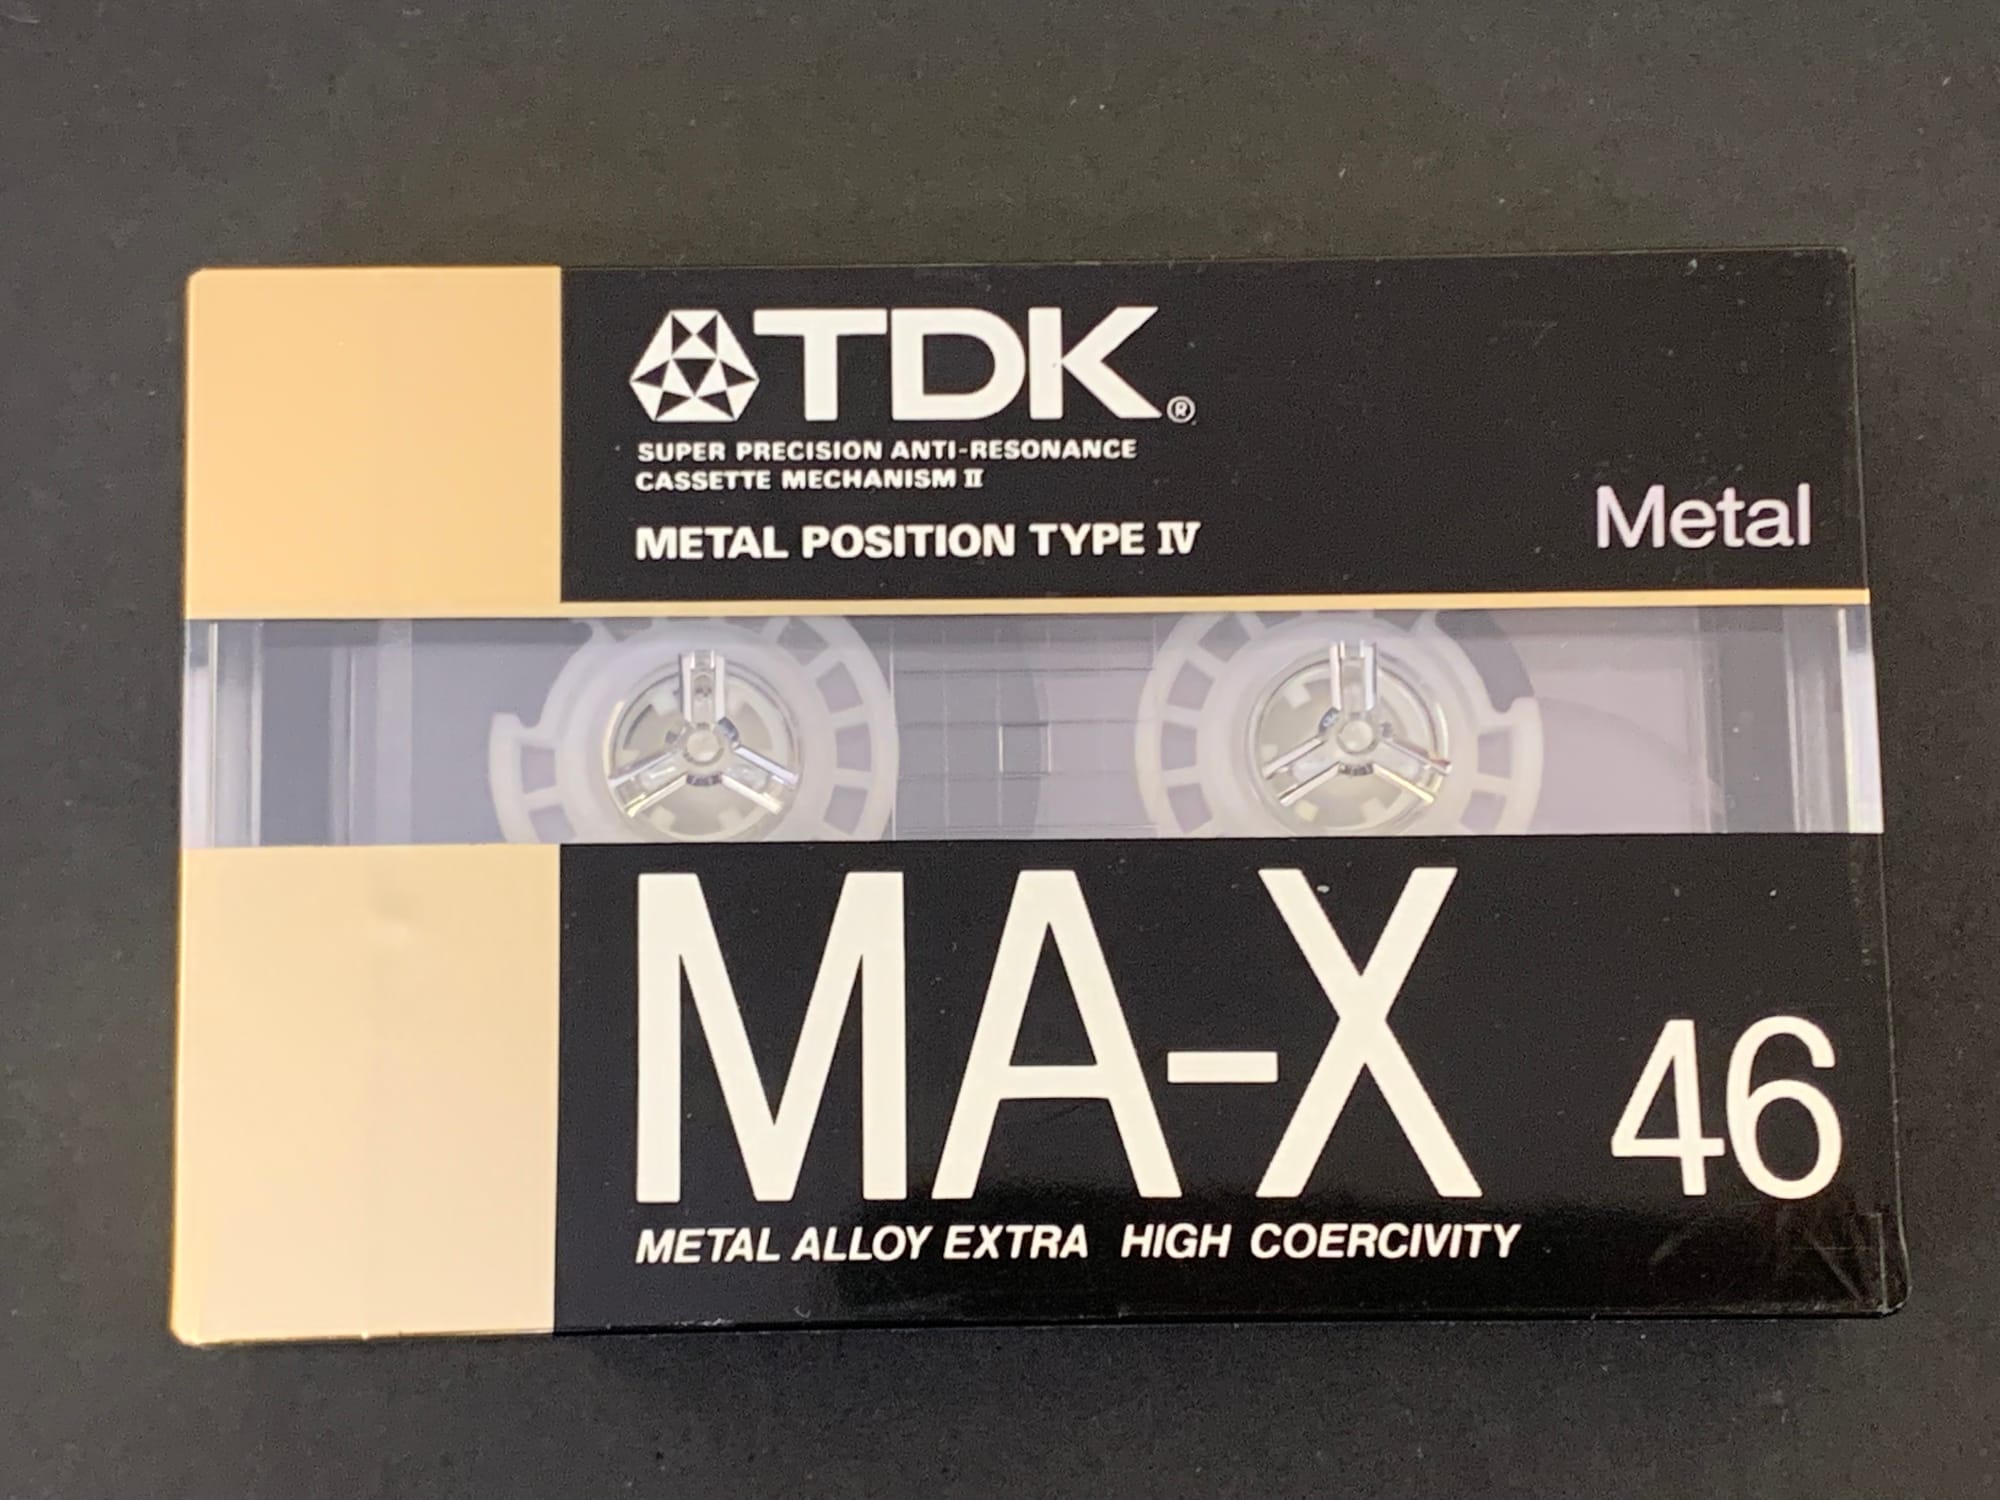 TDK®
SUPER PRECISION ANTI-RESONANCE
CASSETTE MECHANISM II
METAL POSITION TYPE IV
Metal
MA-X 46
METAL ALLOY EXTRA HIGH COERCIVITY